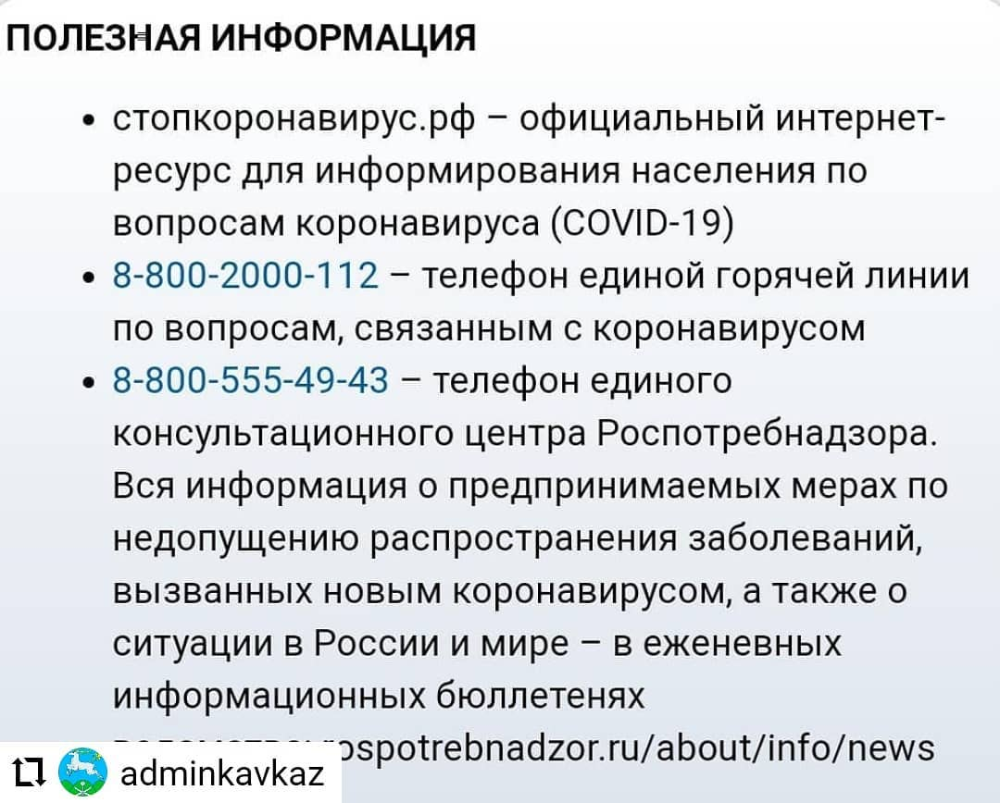 ПОЛЕЗНАЯ ИНФОРМАЦИЯ
• стопкоронавирус.рф – официальный интернет-
ресурс для информирования населения по
вопросам коронавируса (COVID-19)
• 8-800-2000-112 – телефон единой горячей линии
по вопросам, связанным с коронавирусом
• 8-800-555-49-43 – телефон единого
консультационного центра Роспотребнадзора.
Вся информация о предпринимаемых мерах по
недопущению распространения заболеваний,
вызванных новым коронавирусом, а также о
ситуации в России и мире – в еженевных
информационных бюллетенях
ospotrebnadzor.ru/about/info/news
adminkavkaz